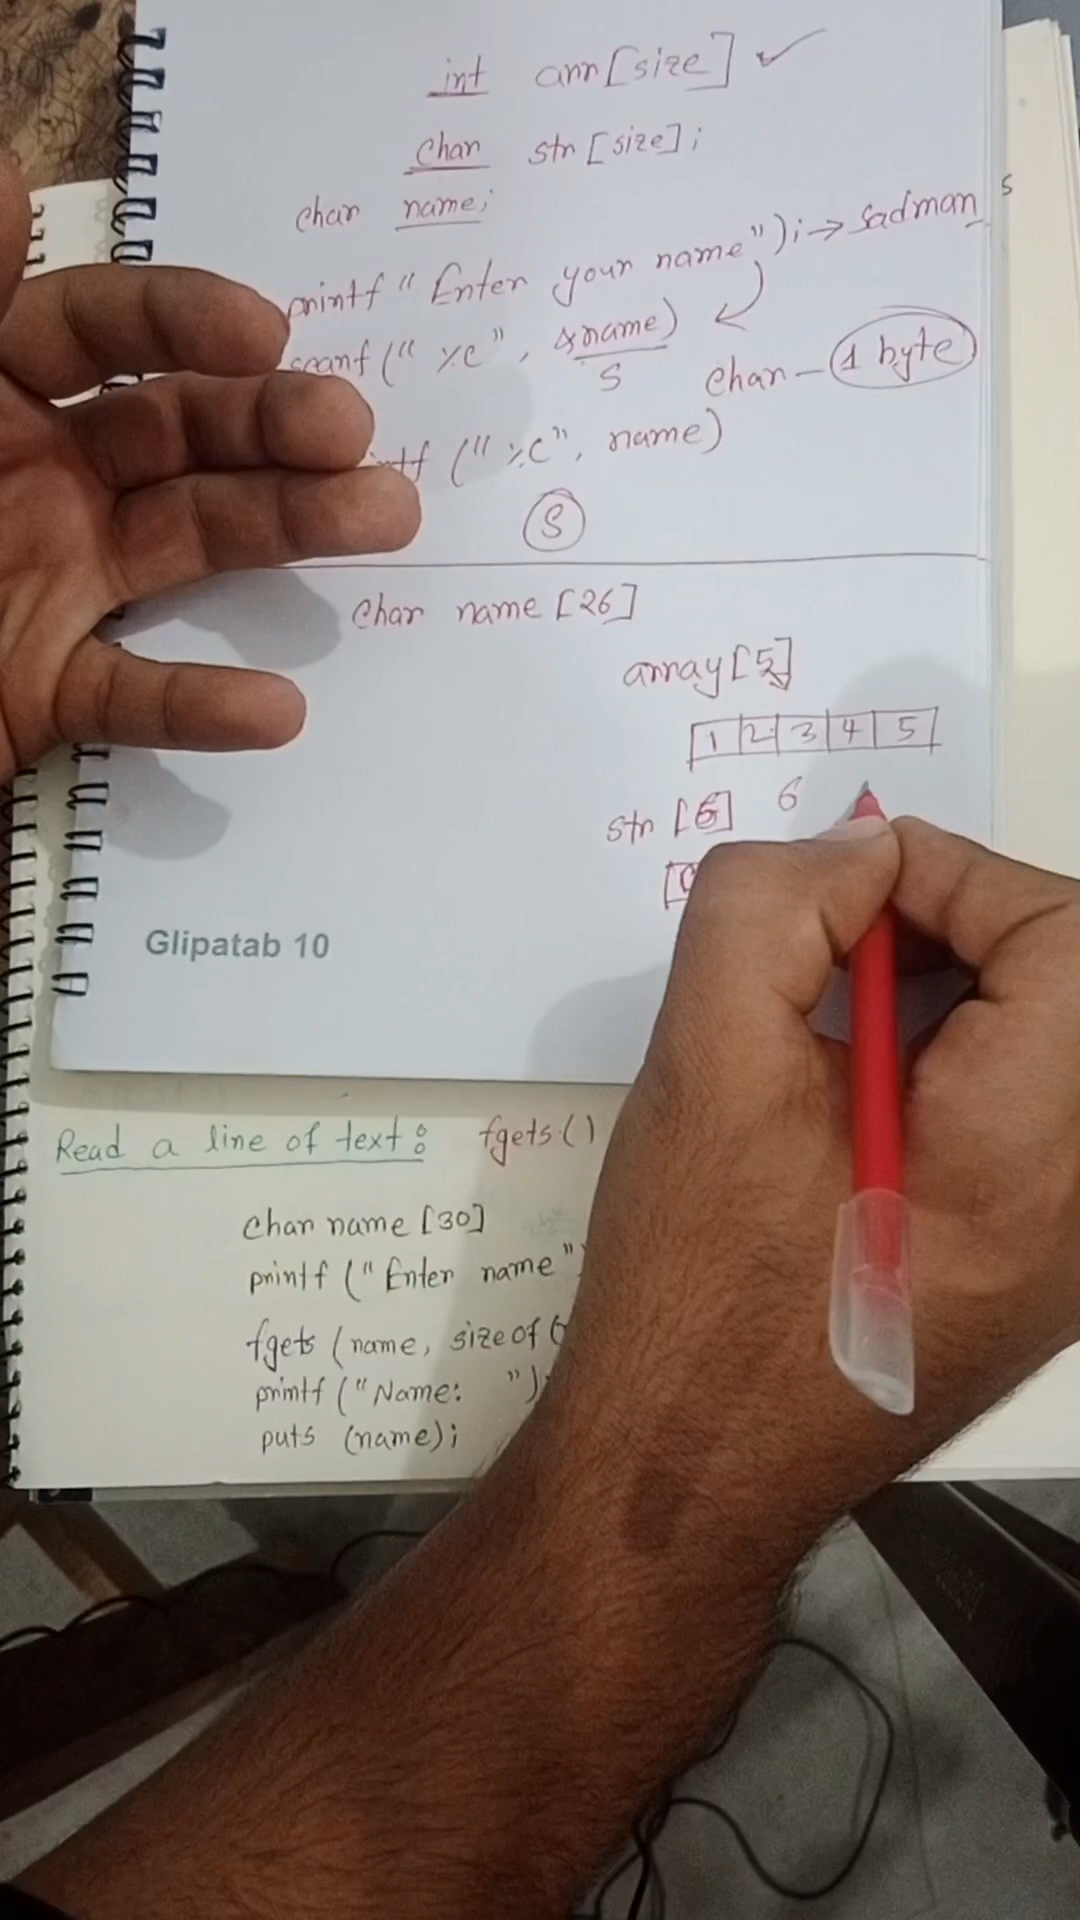 int arr[size] ✓
char str[size];
char name;
printf "Enter your name"); → Sadman s
scanf ("%c", &name)
S
char - 1 byte
ntf ("%c", name)
S
char name [26]
array[5]
1 2 3 4 5
str [6] 6
Glipatab 10
Read a line of text: fgets()
char name [30]
printf ("Enter name"
fgets (name, sizeof (
printf ("Name: ");
puts (name);